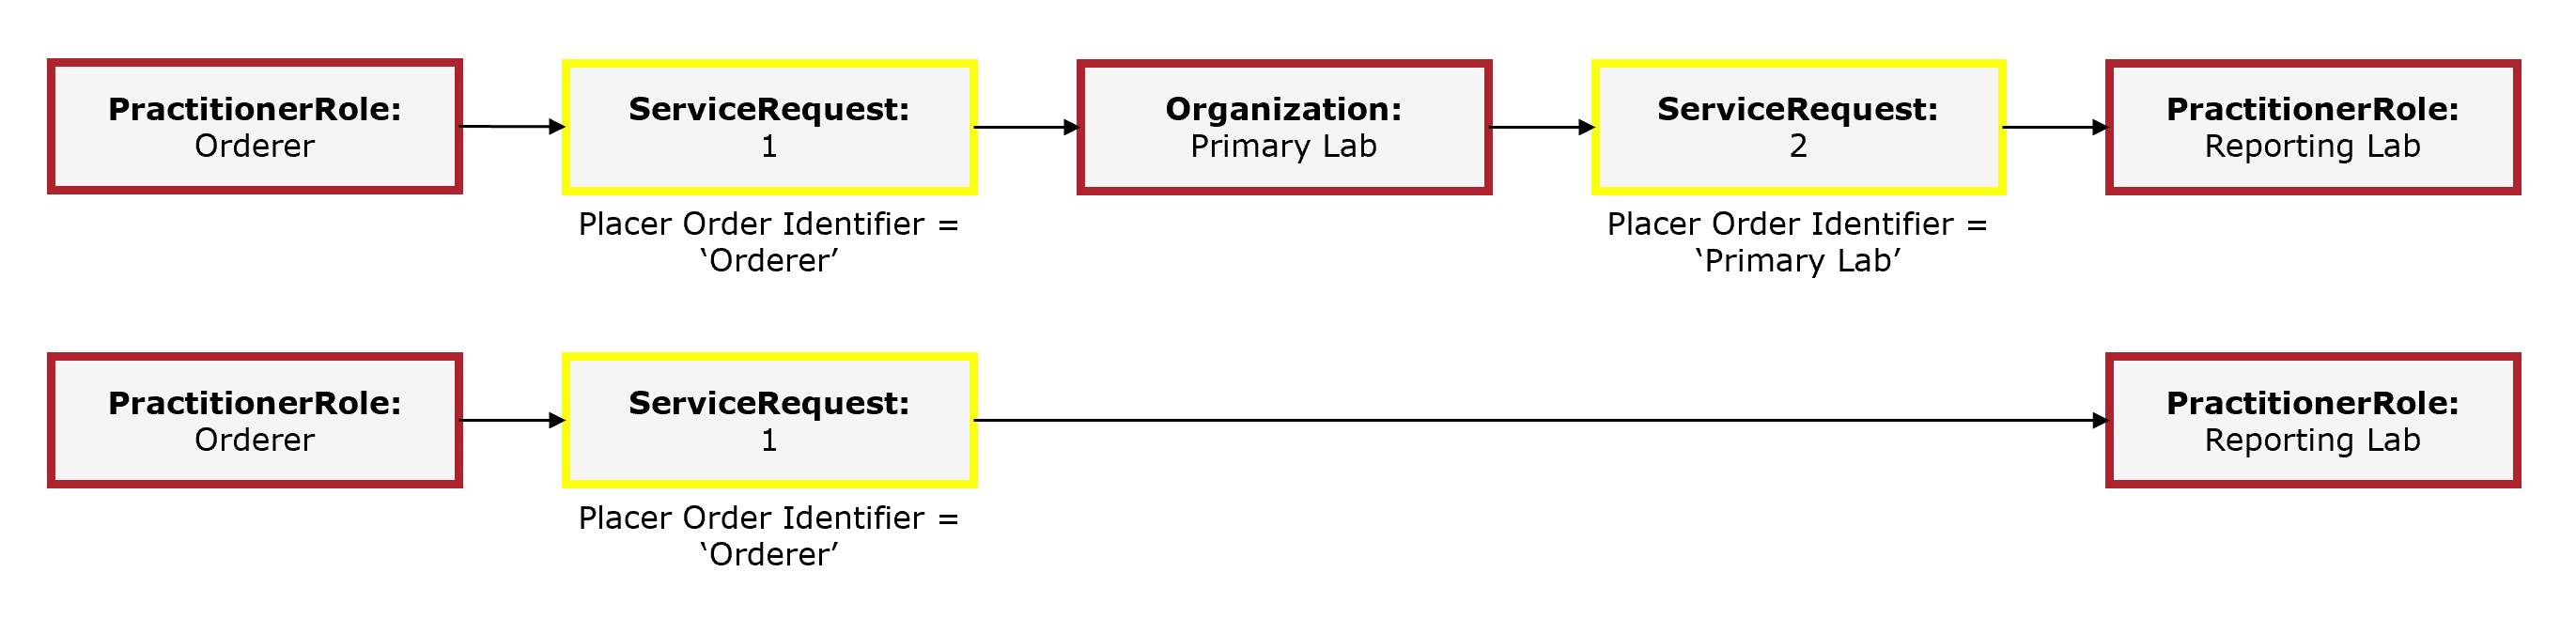 PractitionerRole:
Orderer
ServiceRequest:
1
Placer Order Identifier =
‘Orderer’
Organization:
Primary Lab
ServiceRequest:
2
Placer Order Identifier =
‘Primary Lab’
PractitionerRole:
Reporting Lab
PractitionerRole:
Orderer
ServiceRequest:
1
Placer Order Identifier =
‘Orderer’
PractitionerRole:
Reporting Lab